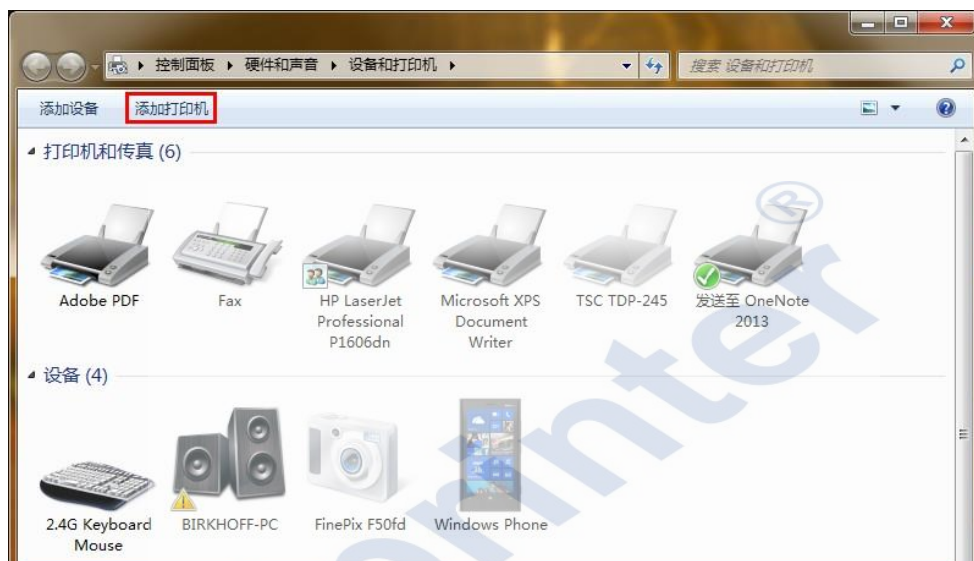 控制面板 ▸ 硬件和声音 ▸ 设备和打印机 ▸
搜索 设备和打印机
添加设备 添加打印机
打印机和传真 (6)
Adobe PDF
Fax
HP LaserJet
Professional
P1606dn
Microsoft XPS
Document
Writer
TSC TDP-245
发送至 OneNote
2013
设备 (4)
2.4G Keyboard
Mouse
BIRKHOFF-PC
FinePix F50fd
Windows Phone